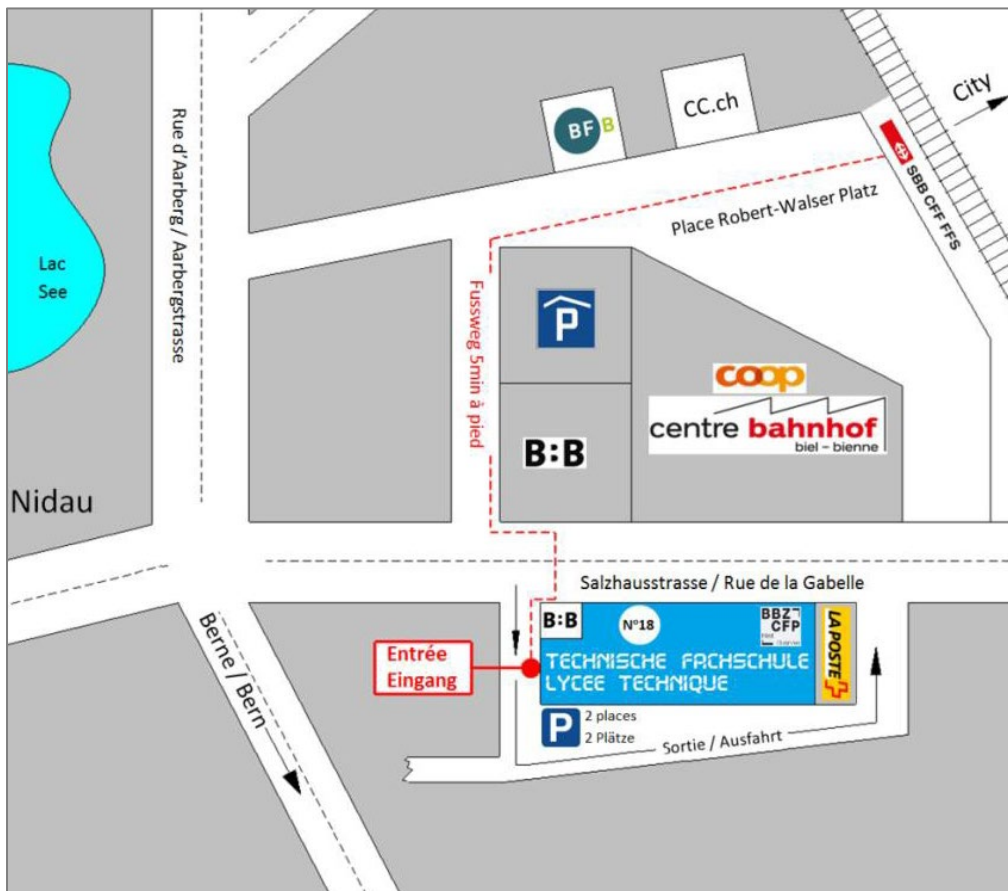 City
CC.ch
BFB
SBB CFF FFS
Rue d'Aarberg / Aarbergstrasse
Place Robert-Walser Platz
Lac
See
P
Fussweg 5min à pied
coop
centre bahnhof
biel – bienne
B:B
Nidau
Salzhausstrasse / Rue de la Gabelle
Berne / Bern
B:B
N°18
BBZ
CFP
LA POSTE
Entrée
Eingang
TECHNISCHE FACHSCHULE
LYCEE TECHNIQUE
P
2 places
2 Plätze
Sortie / Ausfahrt